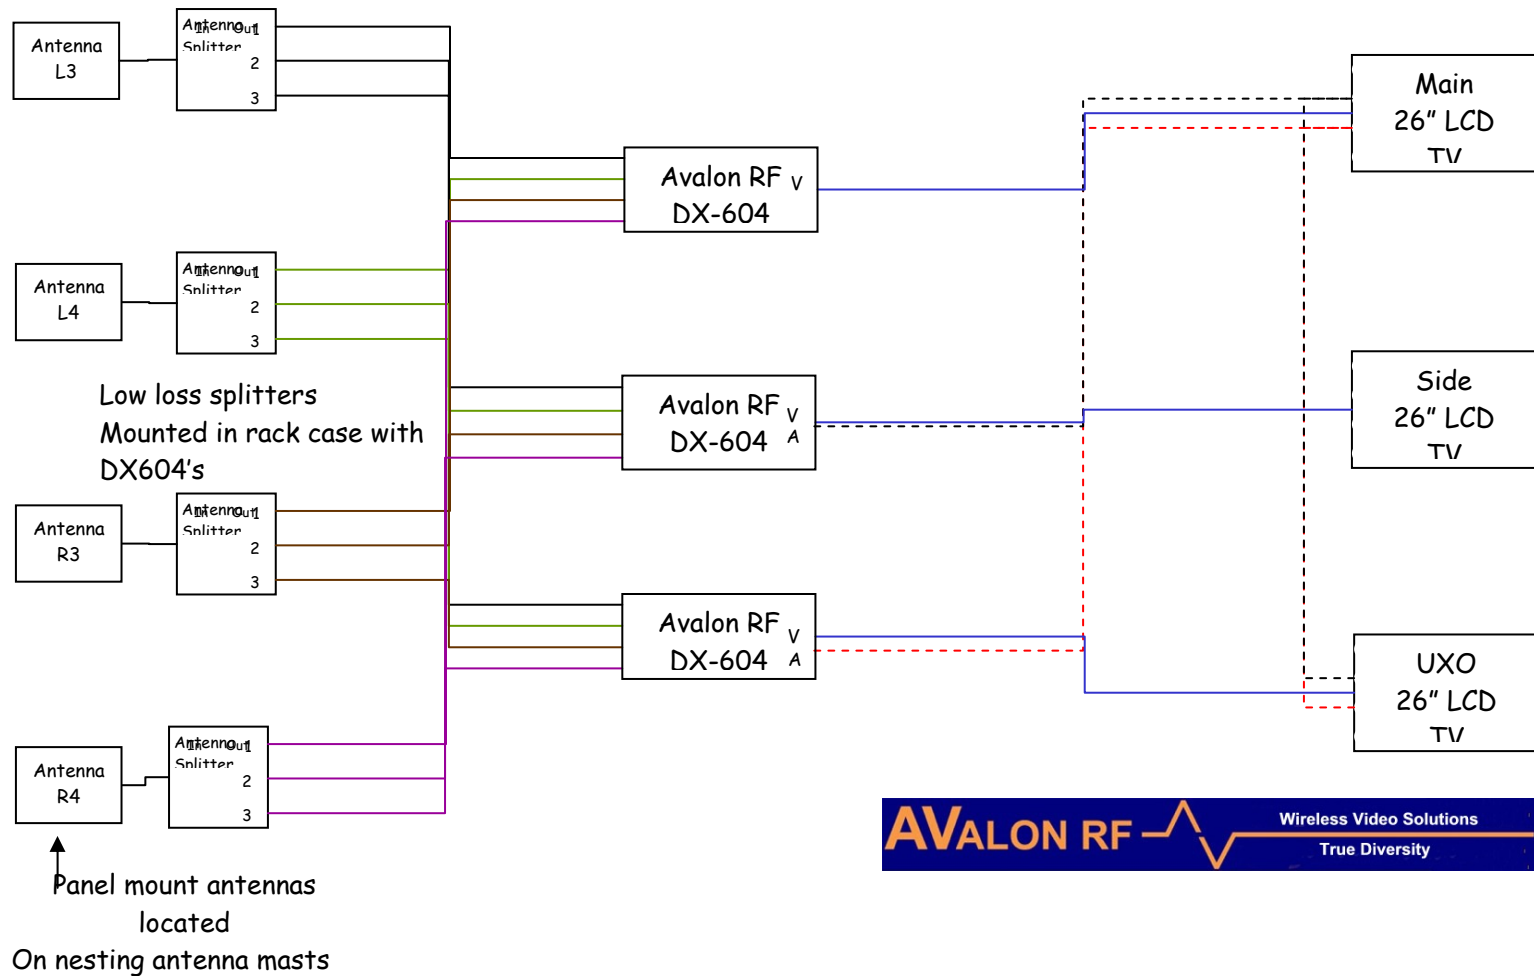 Antenna
L3
Antenna
Splitter
In Out 1
2
3
Antenna
L4
Antenna
Splitter
In Out 1
2
3
Low loss splitters
Mounted in rack case with
DX604's
Antenna
R3
Antenna
Splitter
In Out 1
2
3
Antenna
R4
Antenna
Splitter
In Out 1
2
3
Panel mount antennas
located
On nesting antenna masts
Avalon RF V
DX-604
Avalon RF V
DX-604 A
Avalon RF V
DX-604 A
Main
26" LCD
TV
Side
26" LCD
TV
UXO
26" LCD
TV
AVALON RF
Wireless Video Solutions
True Diversity